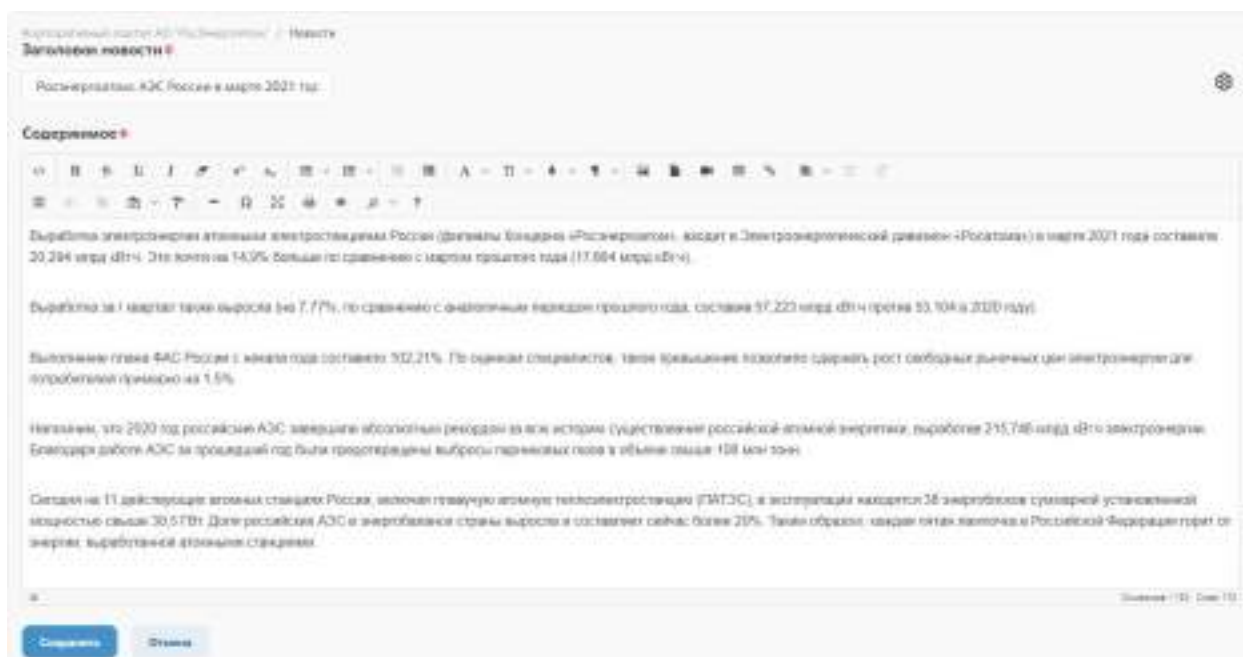 Корпоративный портал АО "РосЭнергоатом" / Новости
Заголовок новости *
Росэнергоатом: АЭС России в марте 2021 год
Содержимое *
Выработка электроэнергии атомными электростанциями России (филиалы Концерна «Росэнергоатом», входит в Электроэнергетический дивизион «Росатома») в марте 2021 года составила
20,284 млрд кВт·ч. Это почти на 14,9% больше по сравнению с мартом прошлого года (17,664 млрд кВт·ч).
Выработка за I квартал также выросла (на 7,77%, по сравнению с аналогичным периодом прошлого года, составив 57,223 млрд кВт·ч против 53,104 в 2020 году).
Выполнение плана ФАС России с начала года составило 102,21%. По оценкам специалистов, такое превышение позволило сдержать рост свободных рыночных цен электроэнергии для
потребителей примерно на 1,5%.
Напомним, что 2020 год российские АЭС завершили абсолютным рекордом за всю историю существования российской атомной энергетики, выработав 215,746 млрд кВт·ч электроэнергии.
Благодаря работе АЭС за прошедший год были предотвращены выбросы парниковых газов в объеме свыше 109 млн тонн.
Сегодня на 11 действующих атомных станциях России, включая плавучую атомную теплоэлектростанцию (ПАТЭС), в эксплуатации находятся 38 энергоблоков суммарной установленной
мощностью свыше 30,5 ГВт. Доля российских АЭС в энергобалансе страны выросла и составляет сейчас более 20%. Таким образом, каждая пятая лампочка в Российской Федерации горит от
энергии, выработанной атомными станциями.
Сохранить
Отмена